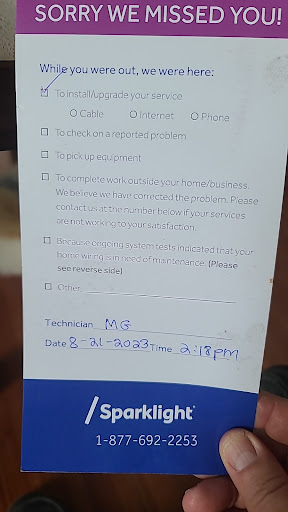 SORRY WE MISSED YOU!
While you were out, we were here:
To install/upgrade your service
Cable Internet Phone
To check on a reported problem
To pick up equipment
To complete work outside your home/business.
We believe we have corrected the problem. Please
contact us at the number below if your services
are not working to your satisfaction.
Because ongoing system tests indicated that your
home wiring is in need of maintenance. (Please
see reverse side)
Other
Technician MG
Date 8-21-2023 Time 2:18pm
Sparklight
1-877-692-2253